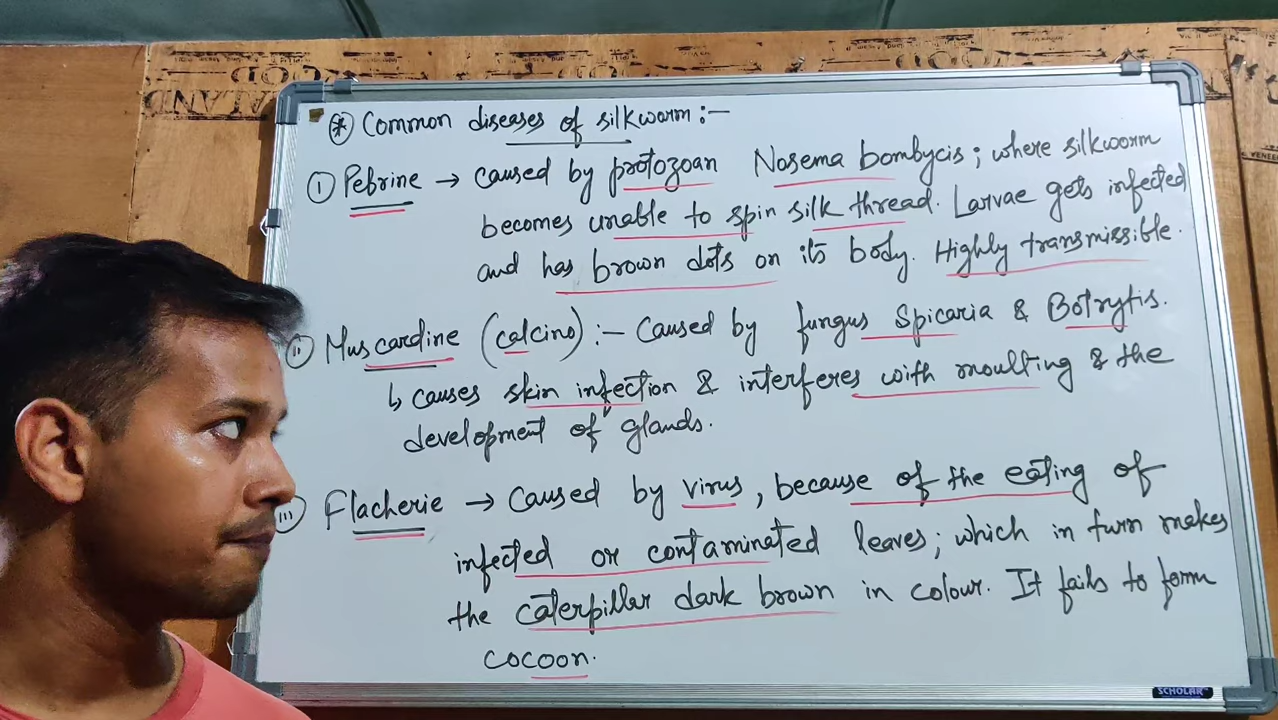 * Common diseases of silkworm :-
① Pebrine → caused by protozoan Nosema bombycis; where silkworm
becomes unable to spin silk thread. Larvae gets infected
and has brown dots on its body. Highly transmissible.
ii Muscardine (calcino) :- Caused by fungus Spicaria & Botrytis.
↳ causes skin infection & interferes with moulting & the
development of glands.
iii Flacherie → Caused by virus, because of the eating of
infected or contaminated leaves; which in turn makes
the caterpillar dark brown in colour. It fails to form
cocoon.
SCHOLAR